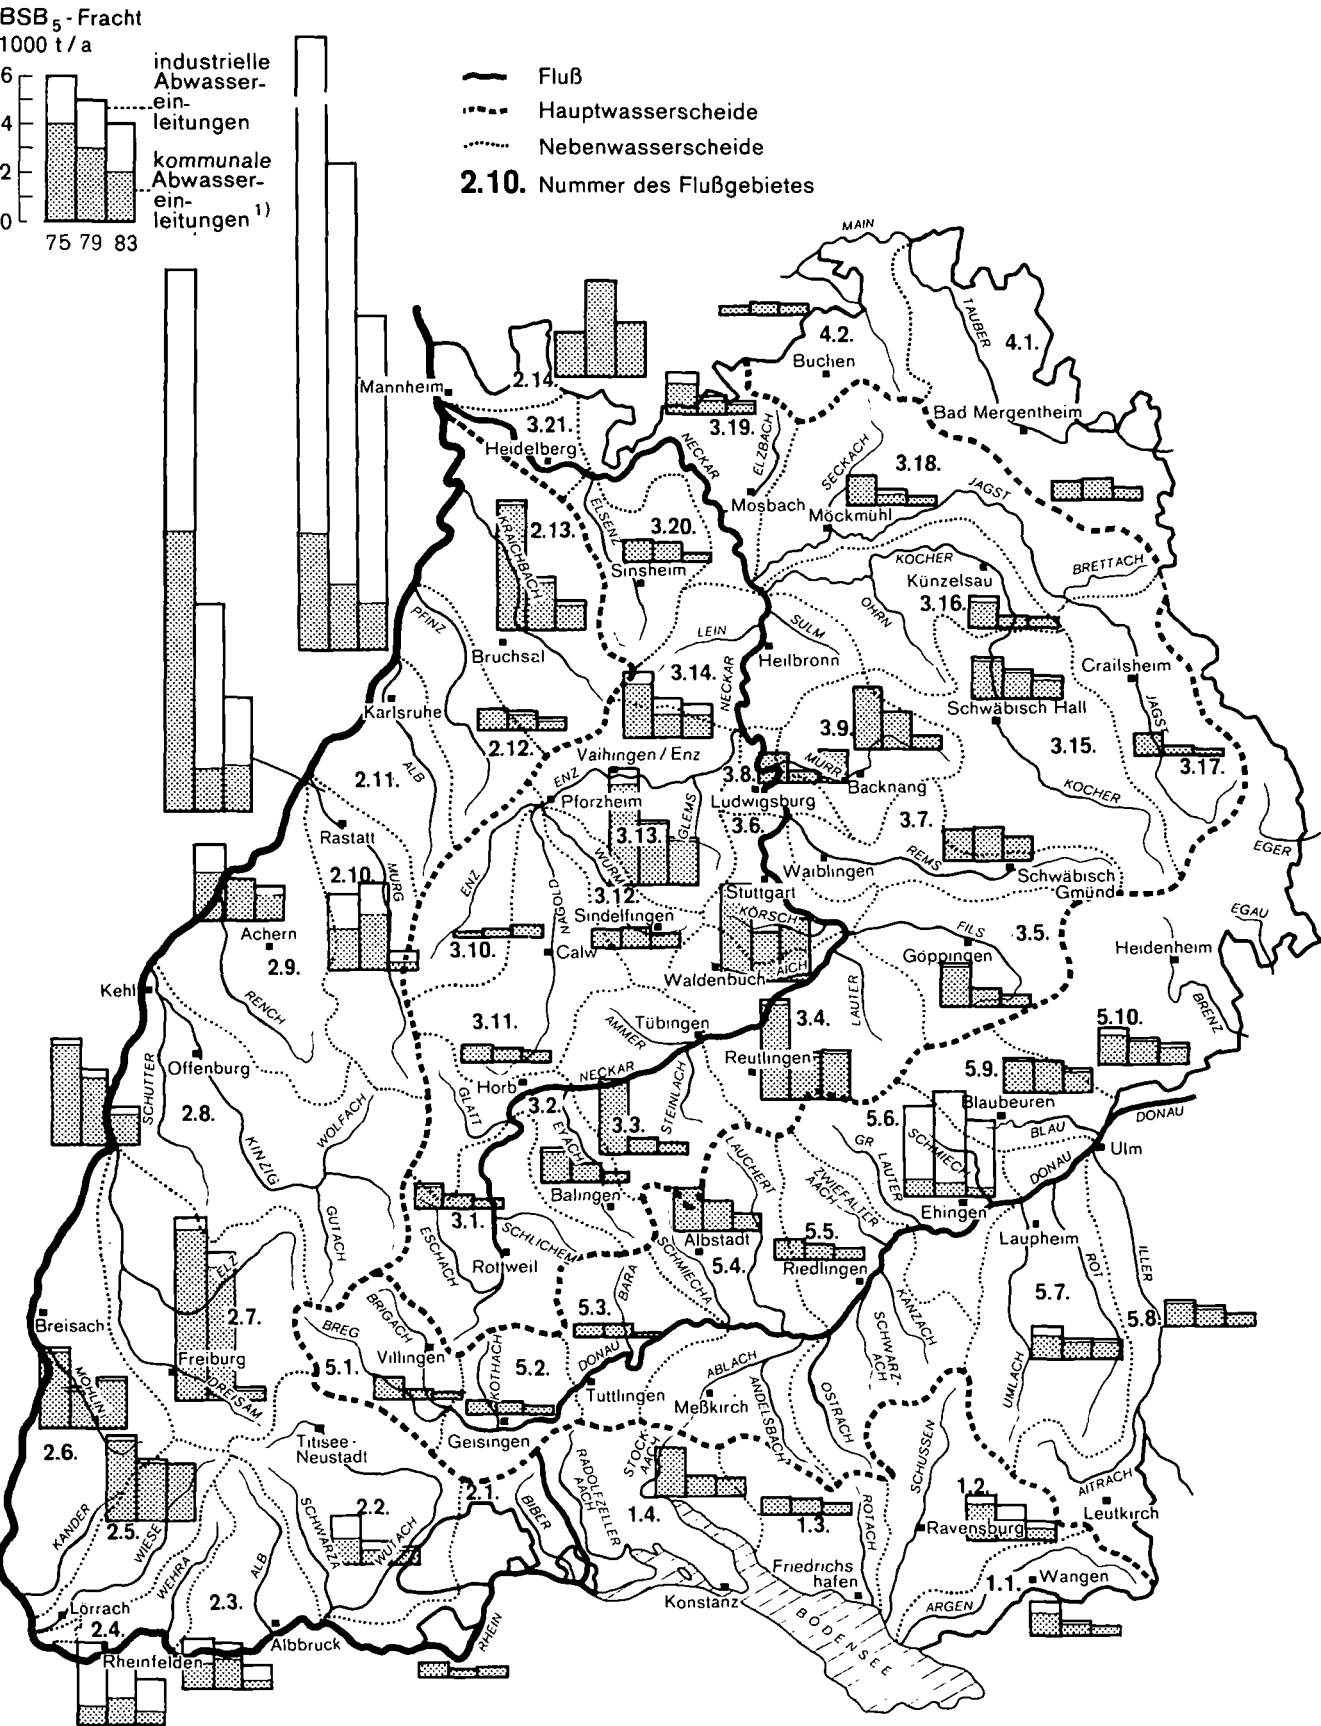 BSB5 - Fracht
1000 t / a
6
4
2
0
75 79 83
industrielle
Abwasser-
ein-
leitungen
kommunale
Abwasser-
ein-
leitungen 1)
Fluß
Hauptwasserscheide
Nebenwasserscheide
2.10. Nummer des Flußgebietes
MAIN
TAUBER
4.1.
4.2.
Buchen
Mannheim
2.14.
3.21.
Heidelberg
3.19.
NECKAR
ELZBACH
Bad Mergentheim
SECKACH
3.18.
JAGST
Mosbach
Möckmühl
KRAICHBACH
2.13.
ELSENZ
3.20.
Sinsheim
KOCHER
Künzelsau
BRETTACH
3.16.
OHRN
SULM
PFINZ
Bruchsal
LEIN
Heilbronn
3.14.
NECKAR
Crailsheim
JAGST
Karlsruhe
Schwäbisch Hall
3.9.
3.15.
3.17.
2.12.
Vaihingen / Enz
ENZ
3.8.
MURR
Backnang
KOCHER
2.11.
ALB
Pforzheim
Ludwigsburg
GLEMS
3.13.
3.6.
3.7.
Rastatt
EGER
WÜRM
Waiblingen
REMS
Schwäbisch
Gmünd
2.10.
MURG
ENZ
NAGOLD
3.12.
Sindelfingen
Stuttgart
KÖRSCH
EGAU
Achern
2.9.
3.10.
Calw
FILS
3.5.
Göppingen
Heidenheim
Waldenbuch
AICH
Kehl
RENCH
LAUTER
BRENZ
3.11.
AMMER
Tübingen
3.4.
5.10.
Reutlingen
SCHUTTER
Offenburg
Horb
NECKAR
5.9.
Blaubeuren
2.8.
WOLFACH
GLATT
3.2.
3.3.
STEINLACH
5.6.
DONAU
KINZIG
EYACH
LAUCHERT
GR
LAUTER
SCHMIECH
BLAU
Ulm
DONAU
Balingen
ZWIEFALTER
AACH
GUTACH
3.1.
ESCHACH
SCHLICHEM
Ehingen
Albstadt
5.5.
Laupheim
ELZ
Rottweil
SCHMIECHA
5.4.
Riedlingen
ROT
ILLER
2.7.
BARA
5.3.
KANZACH
5.7.
5.8.
Breisach
BRIGACH
BREG
SCHWARZ-
ACH
Freiburg
Villingen
5.1.
KOTHACH
5.2.
DONAU
ABLACH
UMLACH
MÖHLIN
DREISAM
Tuttlingen
Meßkirch
ANDELSBACH
OSTRACH
2.6.
Titisee-
Neustadt
Geisingen
STOCK-
AACH
SCHUSSEN
2.1.
RADOLFZELLER
AACH
AITRACH
KANDER
2.5.
WIESE
SCHWARZA
2.2.
WUTACH
BIBER
1.4.
1.3.
ROTACH
1.2.
Ravensburg
Leutkirch
WEHRA
ALB
Friedrichs
hafen
1.1.
Wangen
Lörrach
2.3.
Konstanz
ARGEN
2.4.
Albbruck
RHEIN
BODENSEE
Rheinfelden